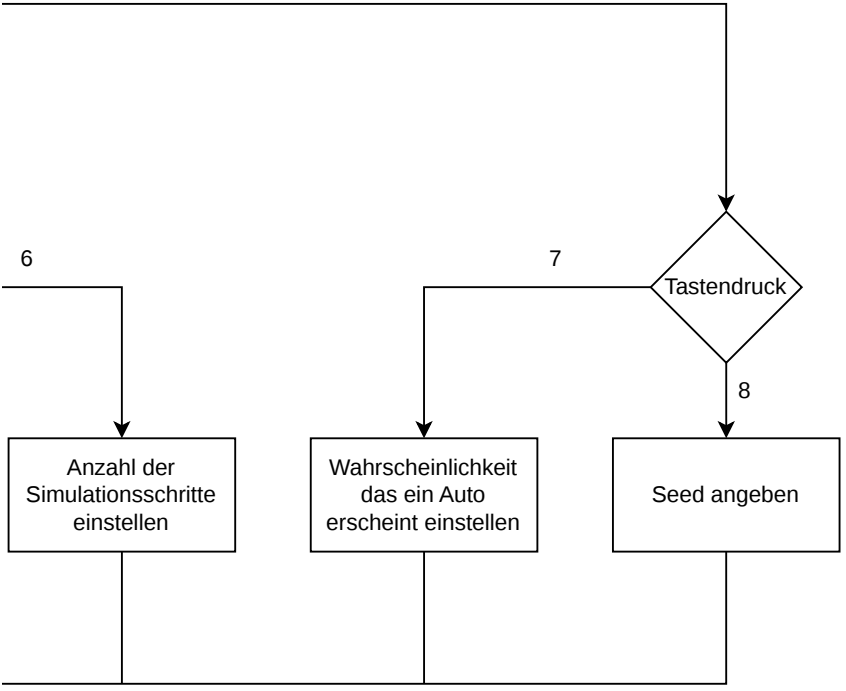 6
7
Tastendruck
8
Anzahl der
Simulationsschritte
einstellen
Wahrscheinlichkeit
das ein Auto
erscheint einstellen
Seed angeben